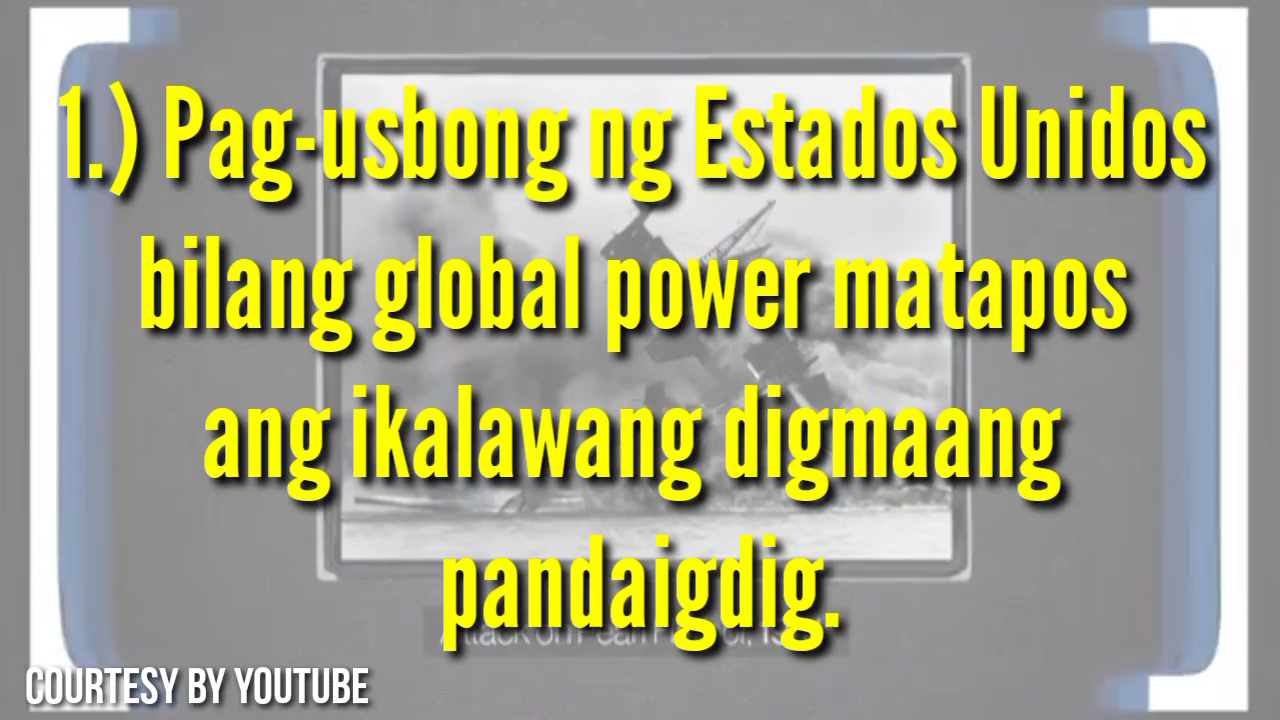 1.) Pag-usbong ng Estados Unidos
bilang global power matapos
ang ikalawang digmaang
pandaigdig.
COURTESY BY YOUTUBE